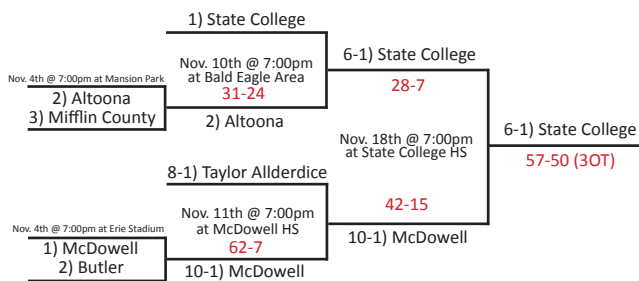 1) State College
Nov. 10th @ 7:00pm
at Bald Eagle Area
31-24
Nov. 4th @ 7:00pm at Mansion Park
2) Altoona
3) Mifflin County
2) Altoona
6-1) State College
28-7
Nov. 18th @ 7:00pm
at State College HS
6-1) State College
57-50 (3OT)
8-1) Taylor Allderdice
Nov. 11th @ 7:00pm
at McDowell HS
62-7
Nov. 4th @ 7:00pm at Erie Stadium
1) McDowell
2) Butler
10-1) McDowell
42-15
10-1) McDowell